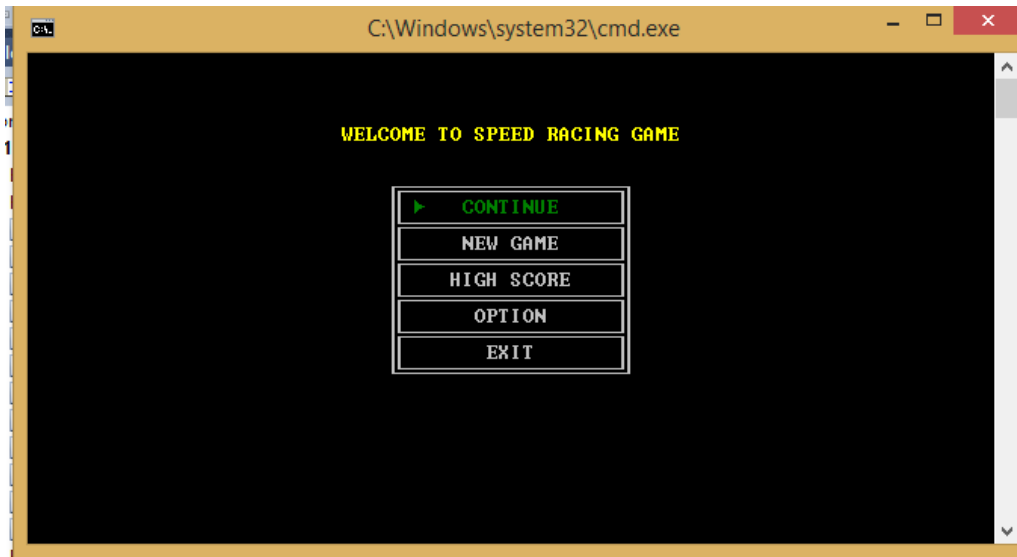 C:\Windows\system32\cmd.exe
WELCOME TO SPEED RACING GAME
CONTINUE
NEW GAME
HIGH SCORE
OPTION
EXIT